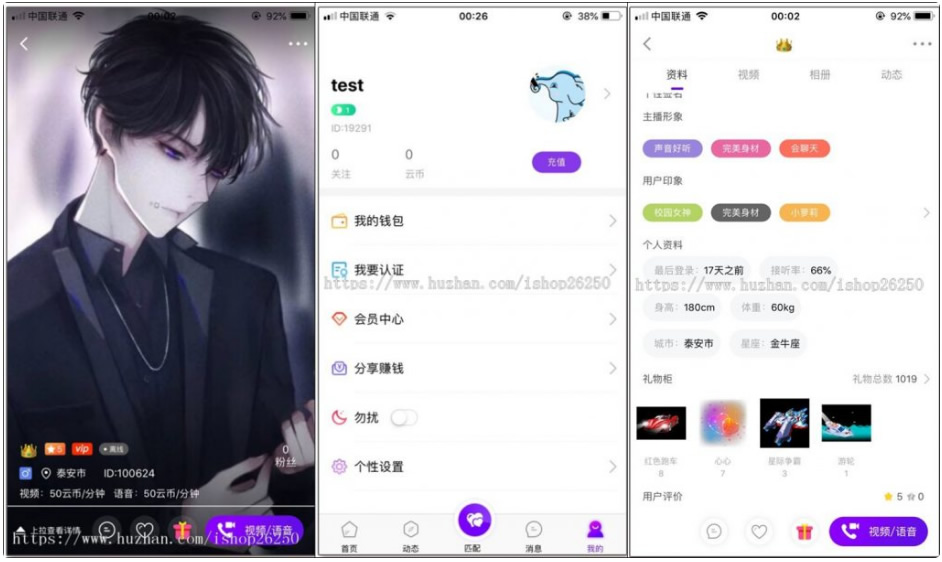 中国联通
00:02
92%
★5
vip
离线
泰安市
ID:100624
0
粉丝
视频: 50云币/分钟 语音: 50云币/分钟
上拉查看详情
视频/语音
https://www.huzhan.com/ishop26250
中国联通
00:26
38%
test
1
ID:19291
0
0
关注
云币
充值
我的钱包
我要认证
https://www.huzhan.com/ishop26250
会员中心
分享赚钱
勿扰
个性设置
首页
动态
匹配
消息
我的
中国联通
00:02
92%
资料
视频
相册
动态
主播形象
声音好听
完美身材
会聊天
用户印象
校园女神
完美身材
小萝莉
个人资料
最后登录: 17天之前
接听率: 66%
https://www.huzhan.com/ishop26250
身高: 180cm
体重: 60kg
城市: 泰安市
星座: 金牛座
礼物柜
礼物总数 1019
红色跑车
心心
星际争霸
游轮
8
7
3
1
用户评价
5
0
视频/语音